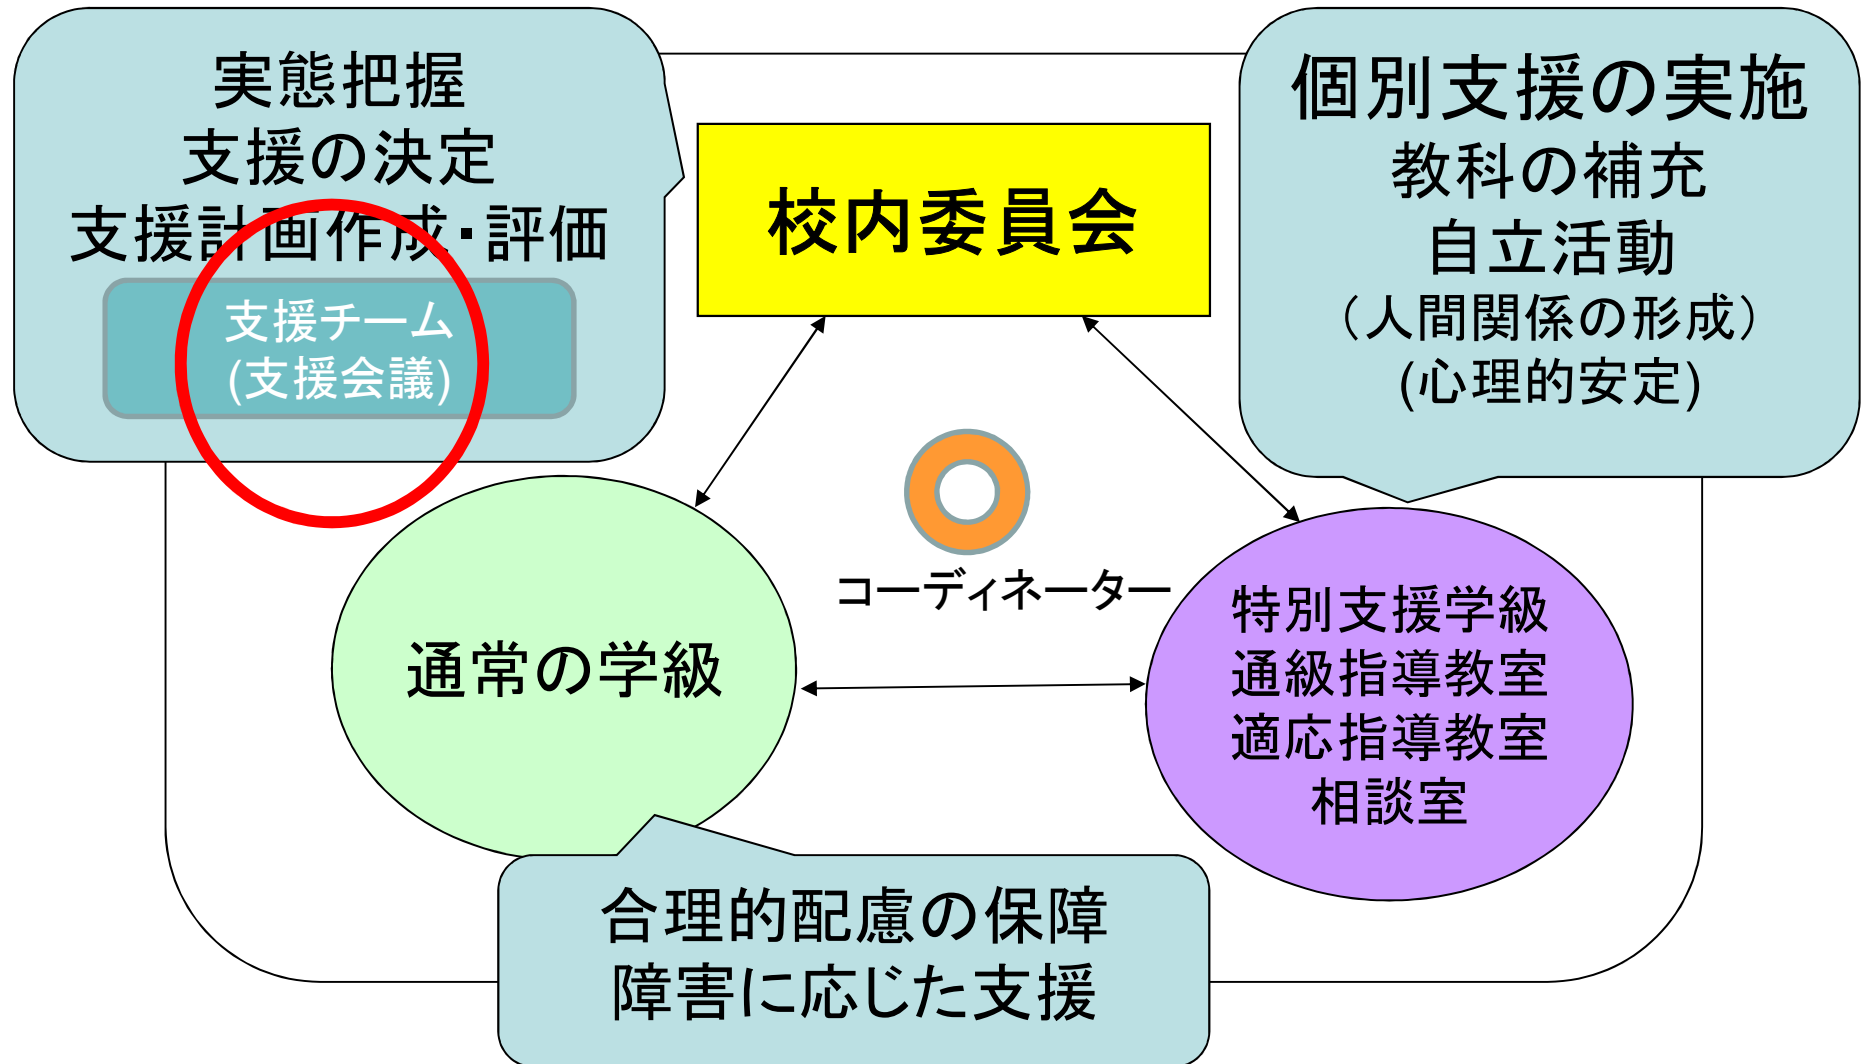 実態把握
支援の決定
支援計画作成・評価
支援チーム
(支援会議)
校内委員会
個別支援の実施
教科の補充
自立活動
（人間関係の形成）
(心理的安定)
コーディネーター
通常の学級
特別支援学級
通級指導教室
適応指導教室
相談室
合理的配慮の保障
障害に応じた支援